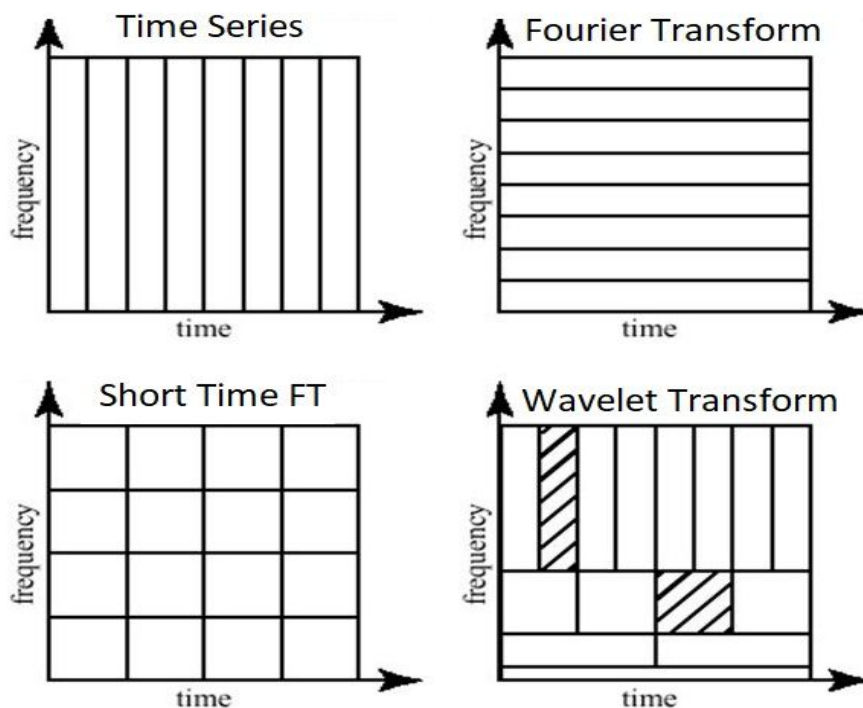 Time Series
frequency
time
Fourier Transform
frequency
time
Short Time FT
frequency
time
Wavelet Transform
frequency
time